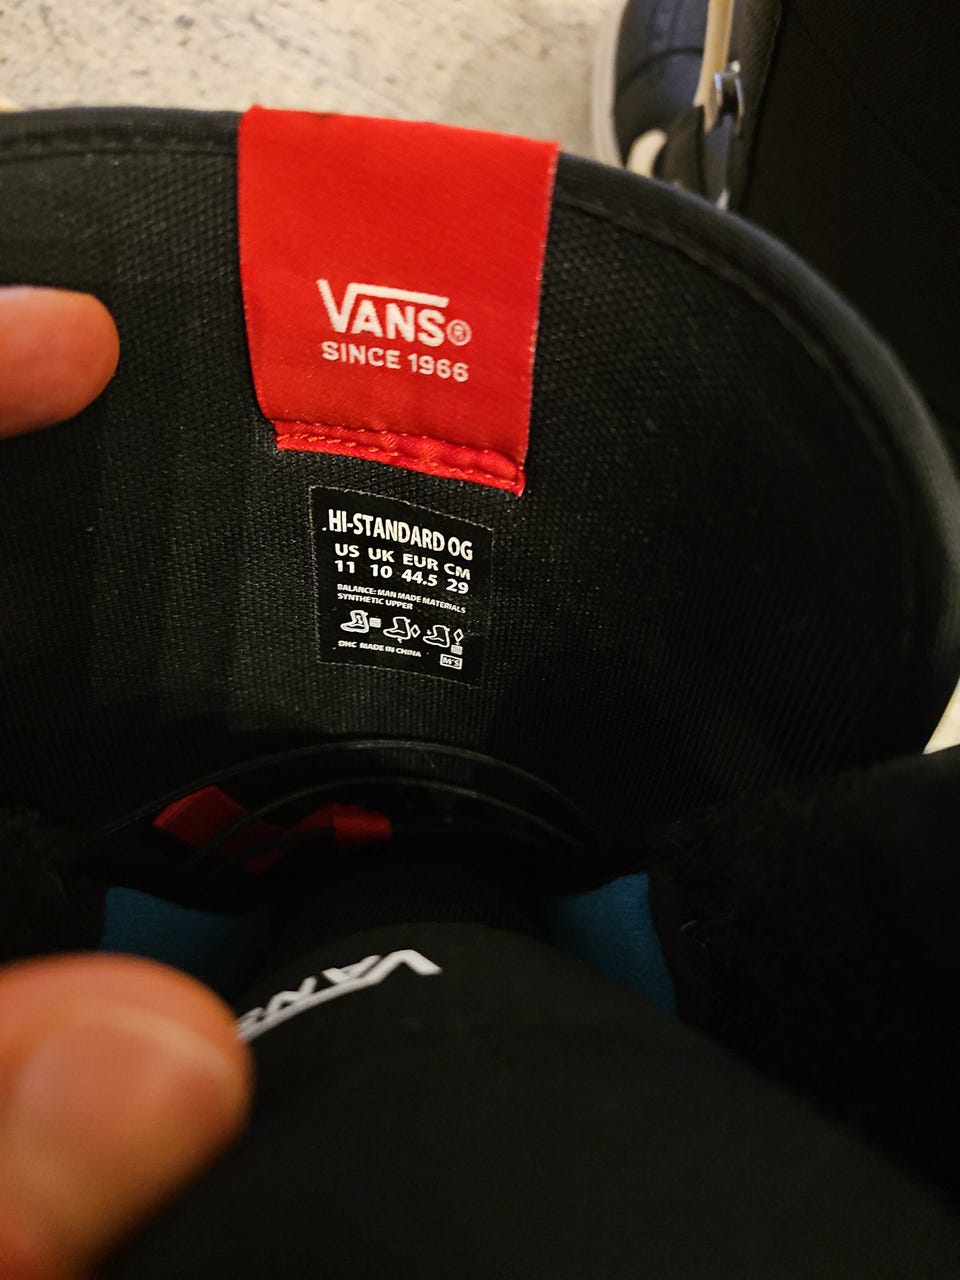 VANS®
SINCE 1966
HI-STANDARD OG
US UK EUR CM
11 10 44.5 29
BALANCE: MAN MADE MATERIALS
SYNTHETIC UPPER
DHC MADE IN CHINA
M'S
VANS